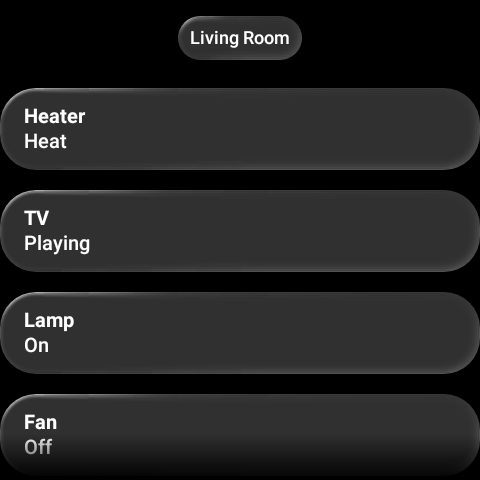 Living Room
Heater
Heat
TV
Playing
Lamp
On
Fan
Off